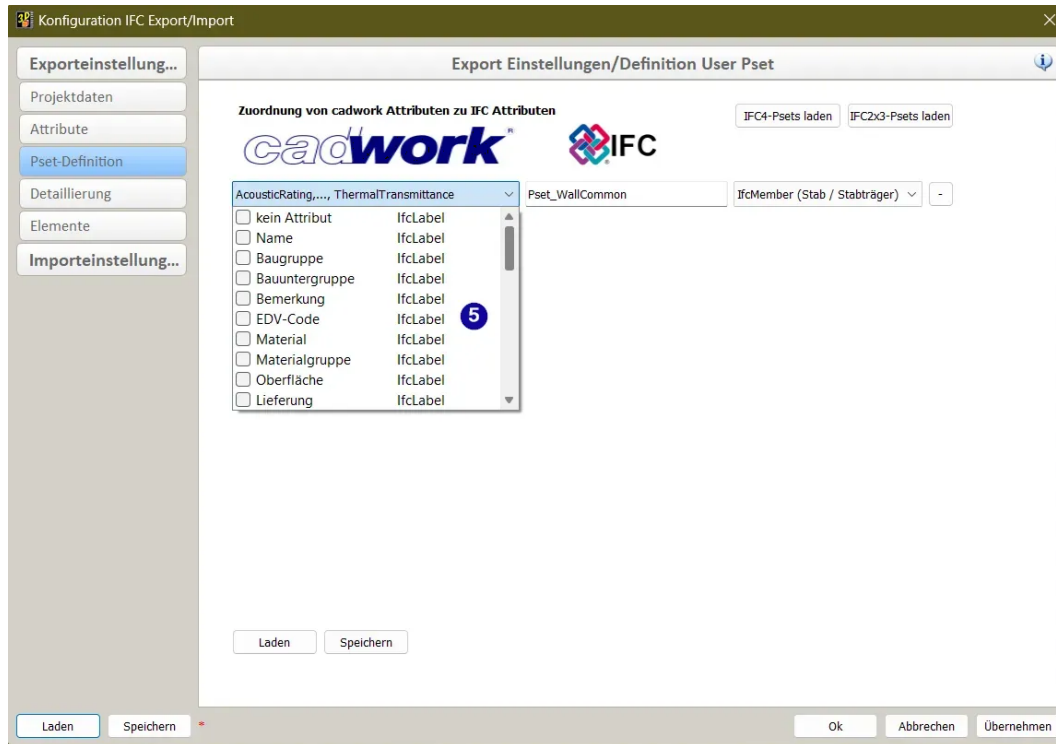 Konfiguration IFC Export/Import
Exporteinstellung...
Projektdaten
Attribute
Pset-Definition
Detaillierung
Elemente
Importeinstellung...
Export Einstellungen/Definition User Pset
Zuordnung von cadwork Attributen zu IFC Attributen
cadwork®
IFC
IFC4-Psets laden
IFC2x3-Psets laden
AcousticRating,..., ThermalTransmittance
Pset_WallCommon
IfcMember (Stab / Stabträger)
-
kein Attribut IfcLabel
Name IfcLabel
Baugruppe IfcLabel
Bauuntergruppe IfcLabel
Bemerkung IfcLabel
EDV-Code IfcLabel
5
Material IfcLabel
Materialgruppe IfcLabel
Oberfläche IfcLabel
Lieferung IfcLabel
Laden
Speichern
Laden
Speichern
*
Ok
Abbrechen
Übernehmen